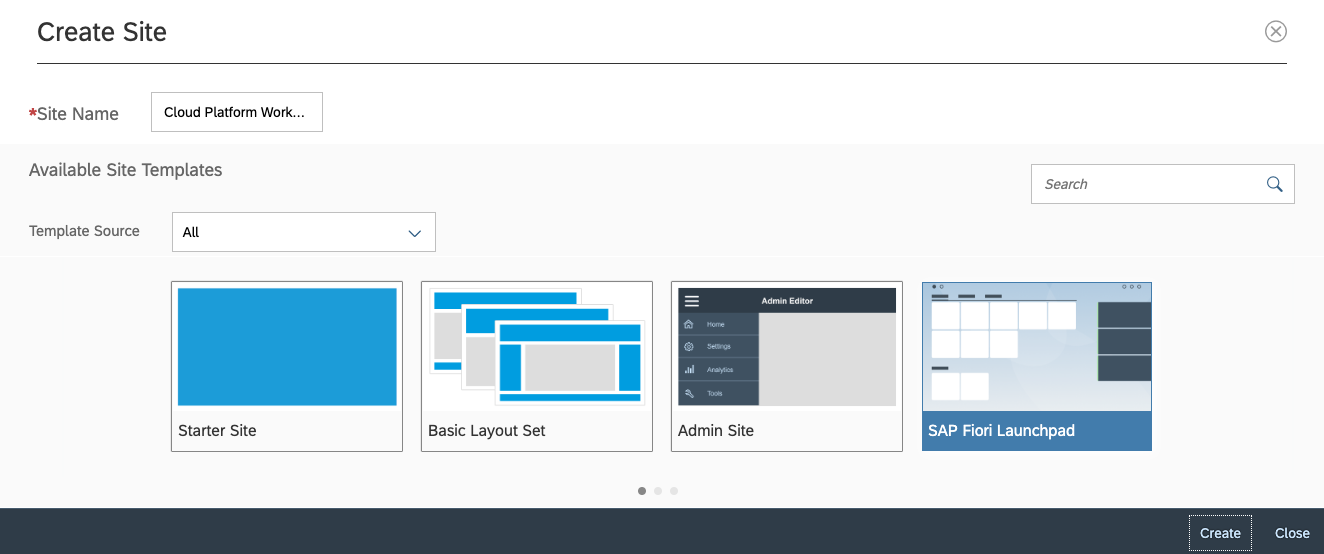 Create Site
*Site Name
Cloud Platform Work...
Available Site Templates
Search
Template Source
All
Admin Editor
Home
Settings
Analytics
Tools
Starter Site
Basic Layout Set
Admin Site
SAP Fiori Launchpad
Create
Close